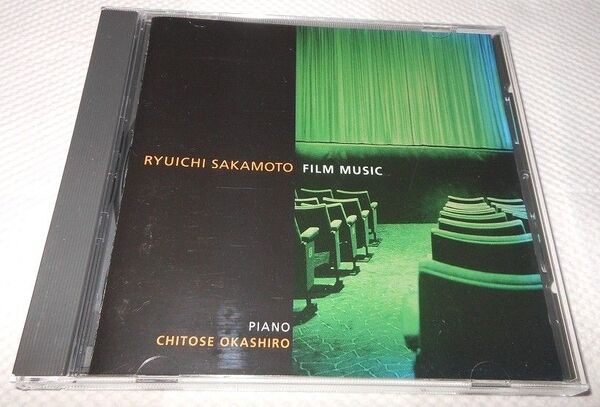 RYUICHI SAKAMOTO FILM MUSIC
PIANO
CHITOSE OKASHIRO